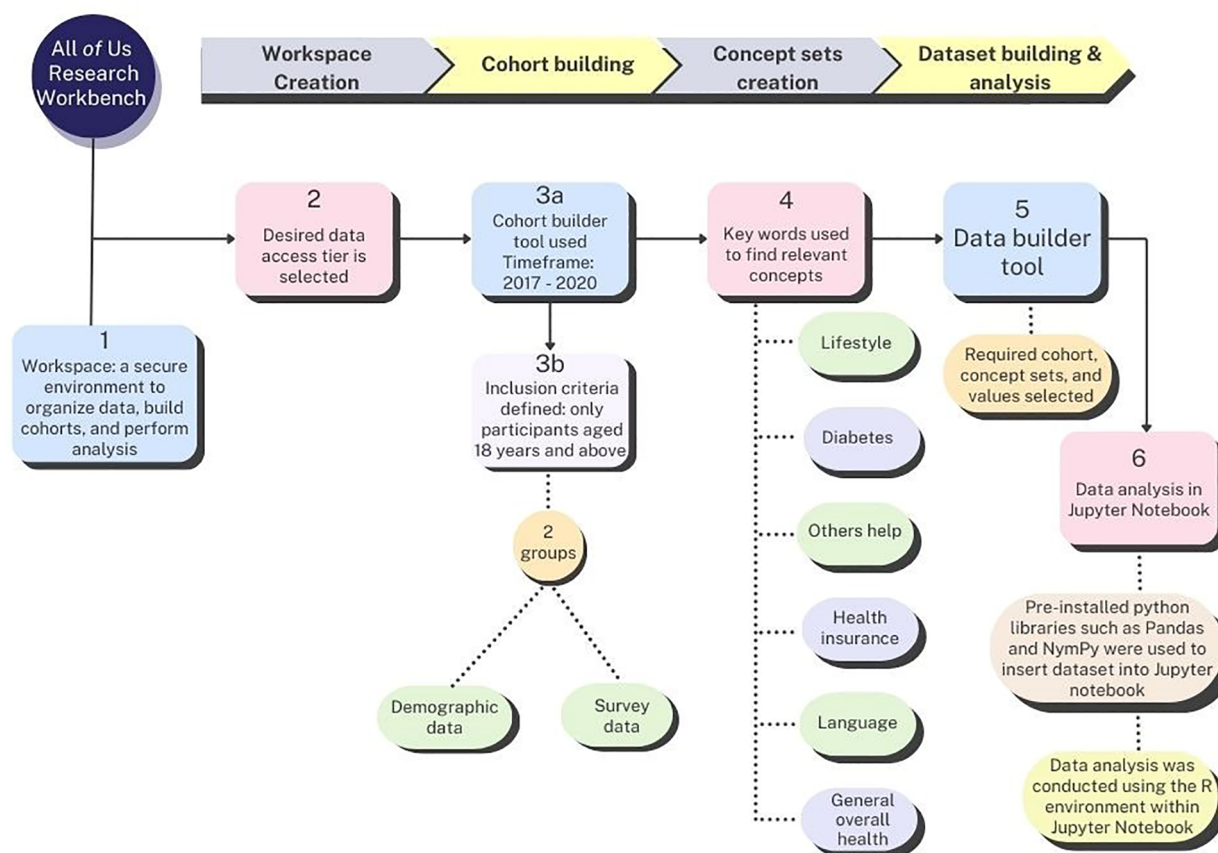 All of Us
Research
Workbench
Workspace
Creation
Cohort building
Concept sets
creation
Dataset building &
analysis
1
Workspace: a secure
environment to
organize data, build
cohorts, and perform
analysis
2
Desired data
access tier is
selected
3a
Cohort builder
tool used
Timeframe:
2017 - 2020
3b
Inclusion criteria
defined: only
participants aged
18 years and above
2
groups
Demographic
data
Survey
data
4
Key words used
to find relevant
concepts
Lifestyle
Diabetes
Others help
Health
insurance
Language
General
overall
health
5
Data builder
tool
Required cohort,
concept sets, and
values selected
6
Data analysis in
Jupyter Notebook
Pre-installed python
libraries such as Pandas
and NymPy were used to
insert dataset into Jupyter
notebook
Data analysis was
conducted using the R
environment within
Jupyter Notebook